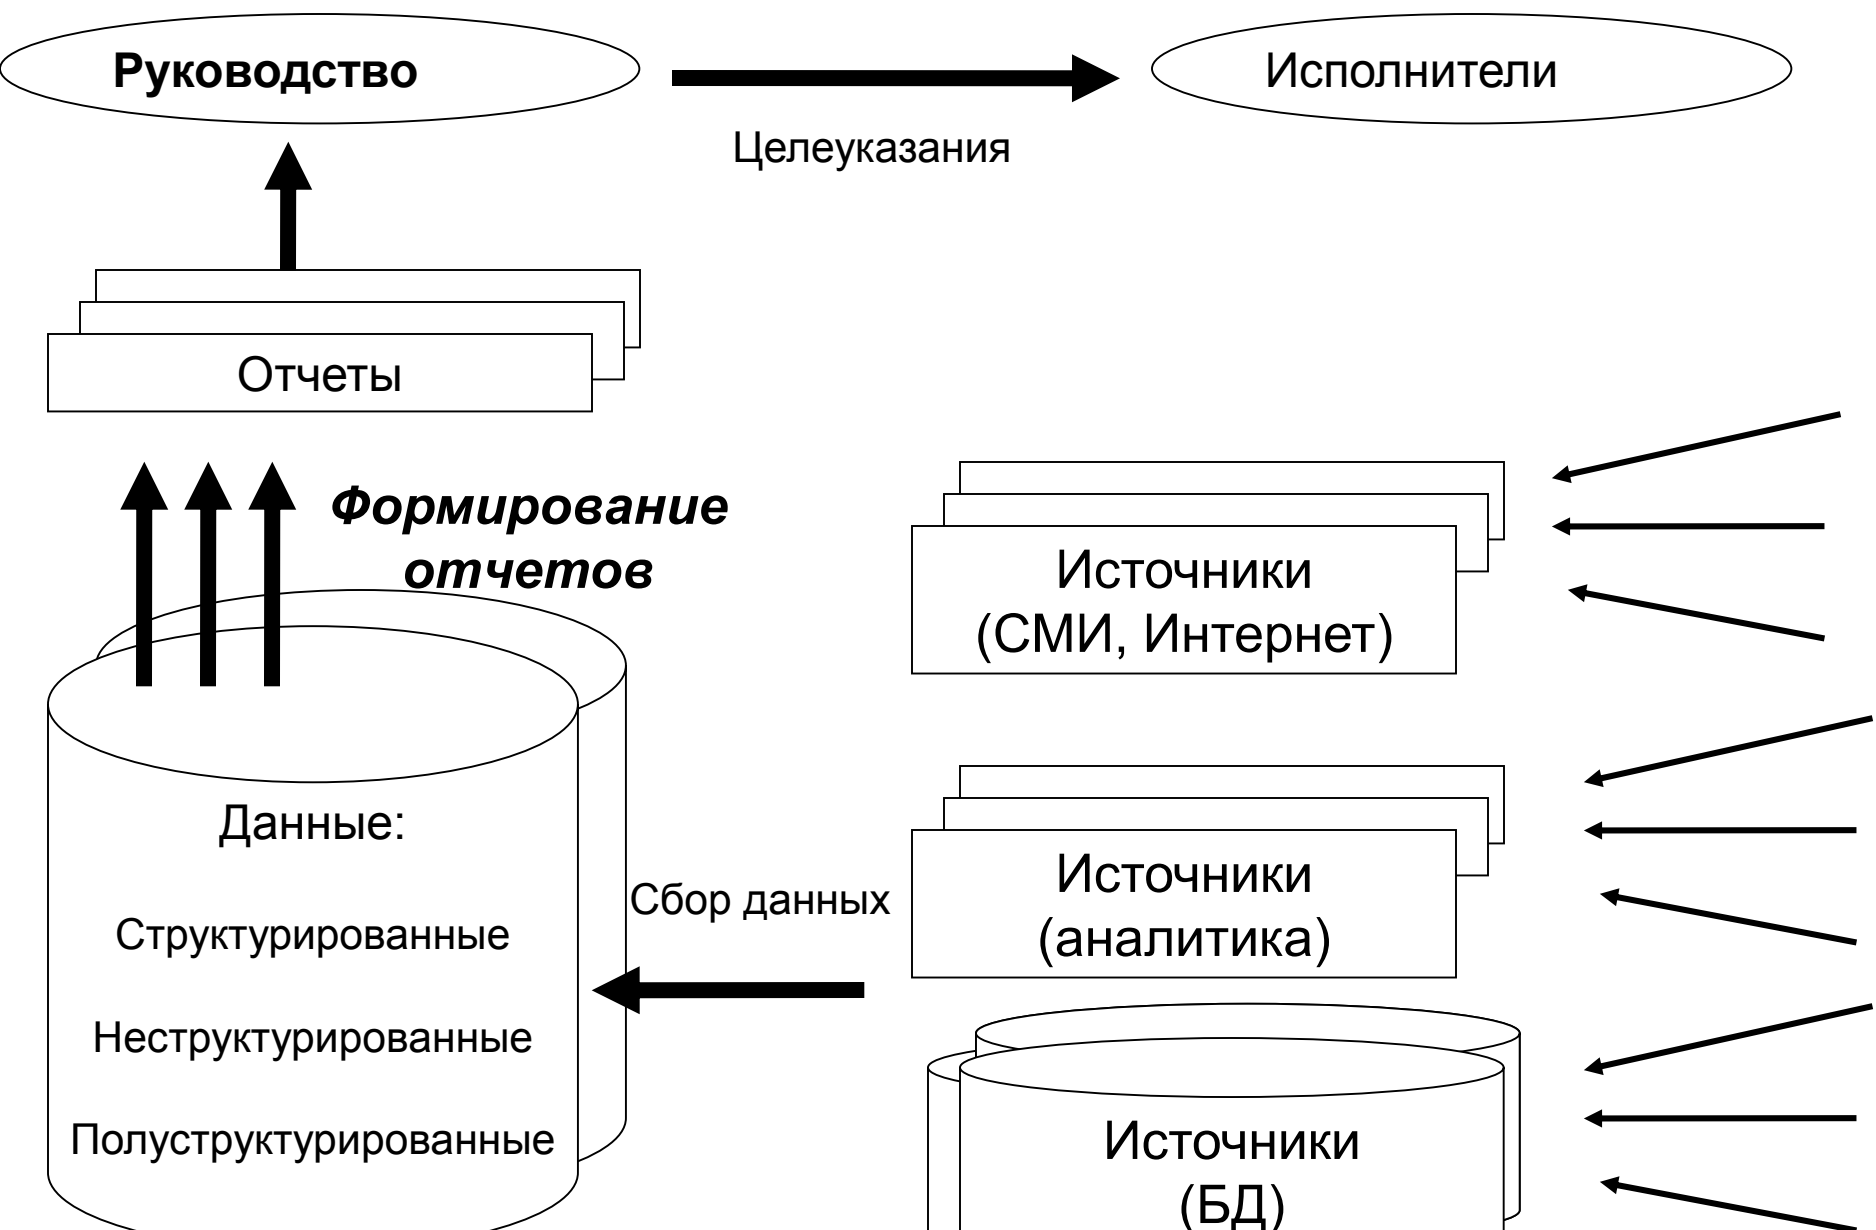 Руководство
Исполнители
Целеуказания
Отчеты
Формирование
отчетов
Источники
(СМИ, Интернет)
Данные:
Структурированные
Неструктурированные
Полуструктурированные
Сбор данных
Источники
(аналитика)
Источники
(БД)